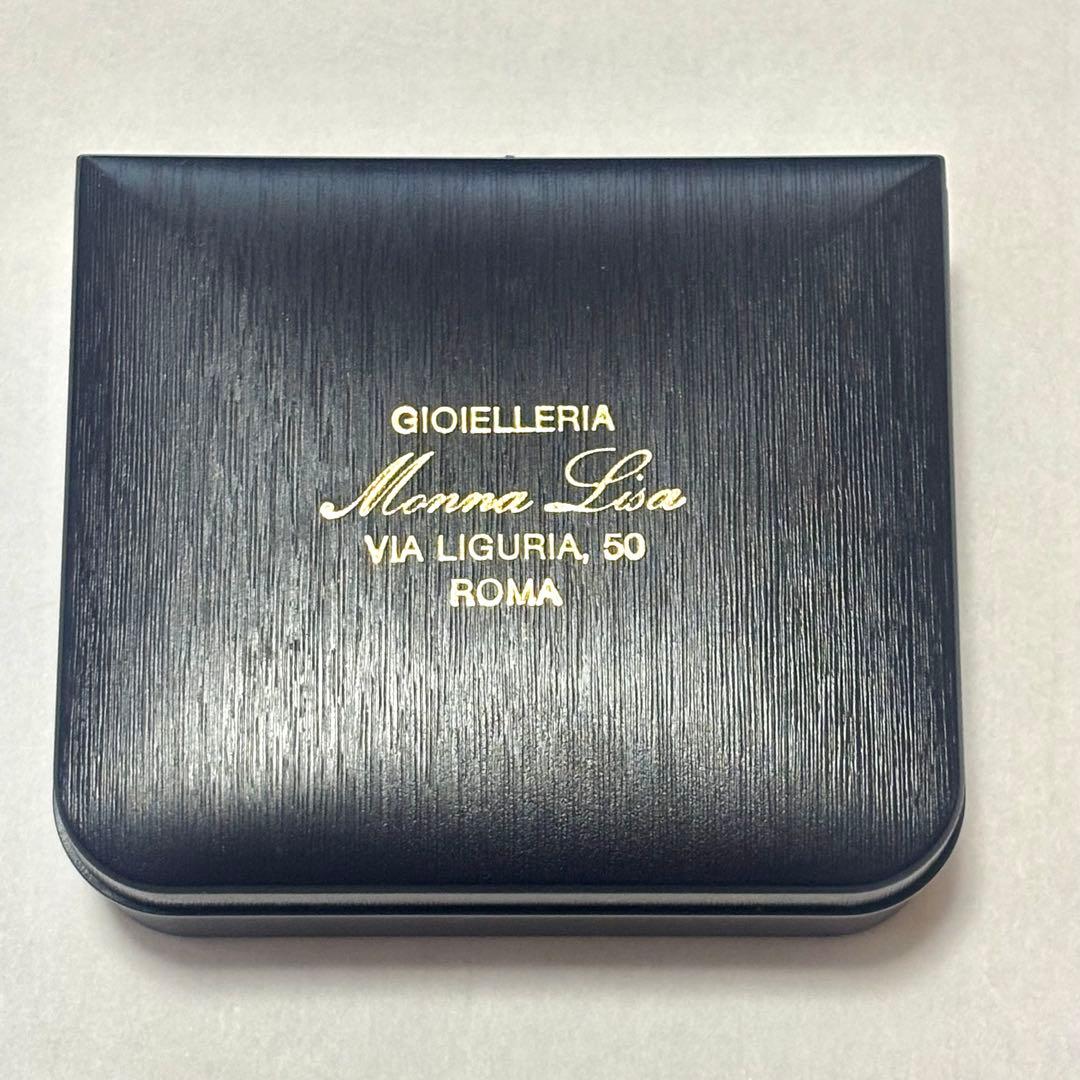 GIOIELLERIA
Monna Lisa
VIA LIGURIA, 50
ROMA